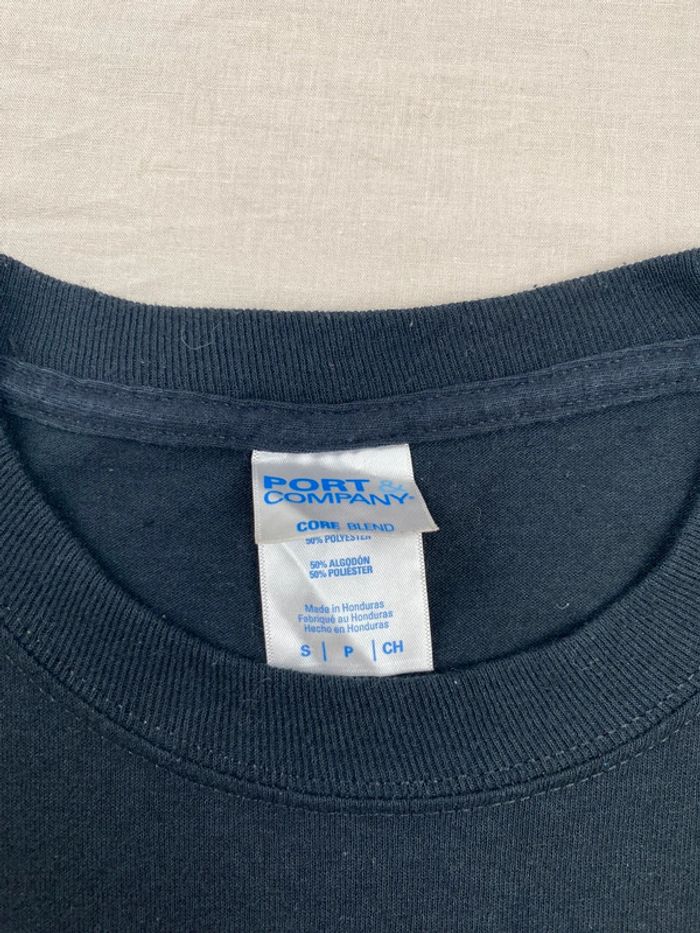 PORT &
COMPANY
CORE BLEND
50% POLYESTER
50% ALGODÓN
50% POLIÉSTER
Made in Honduras
Fabriqué au Honduras
Hecho en Honduras
S | P | CH